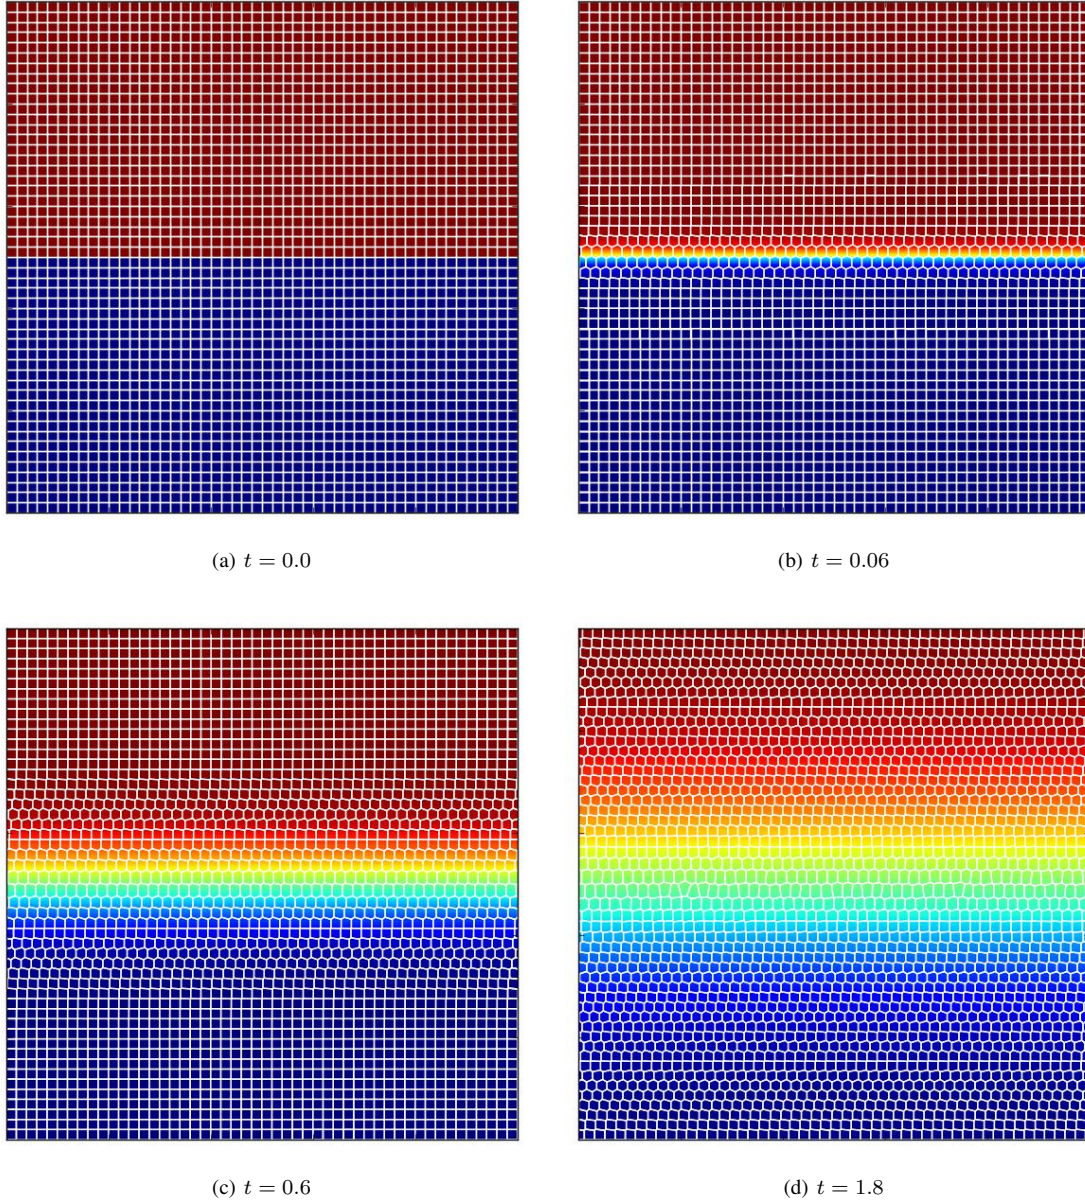 (a) t = 0.0
(b) t = 0.06
(c) t = 0.6
(d) t = 1.8